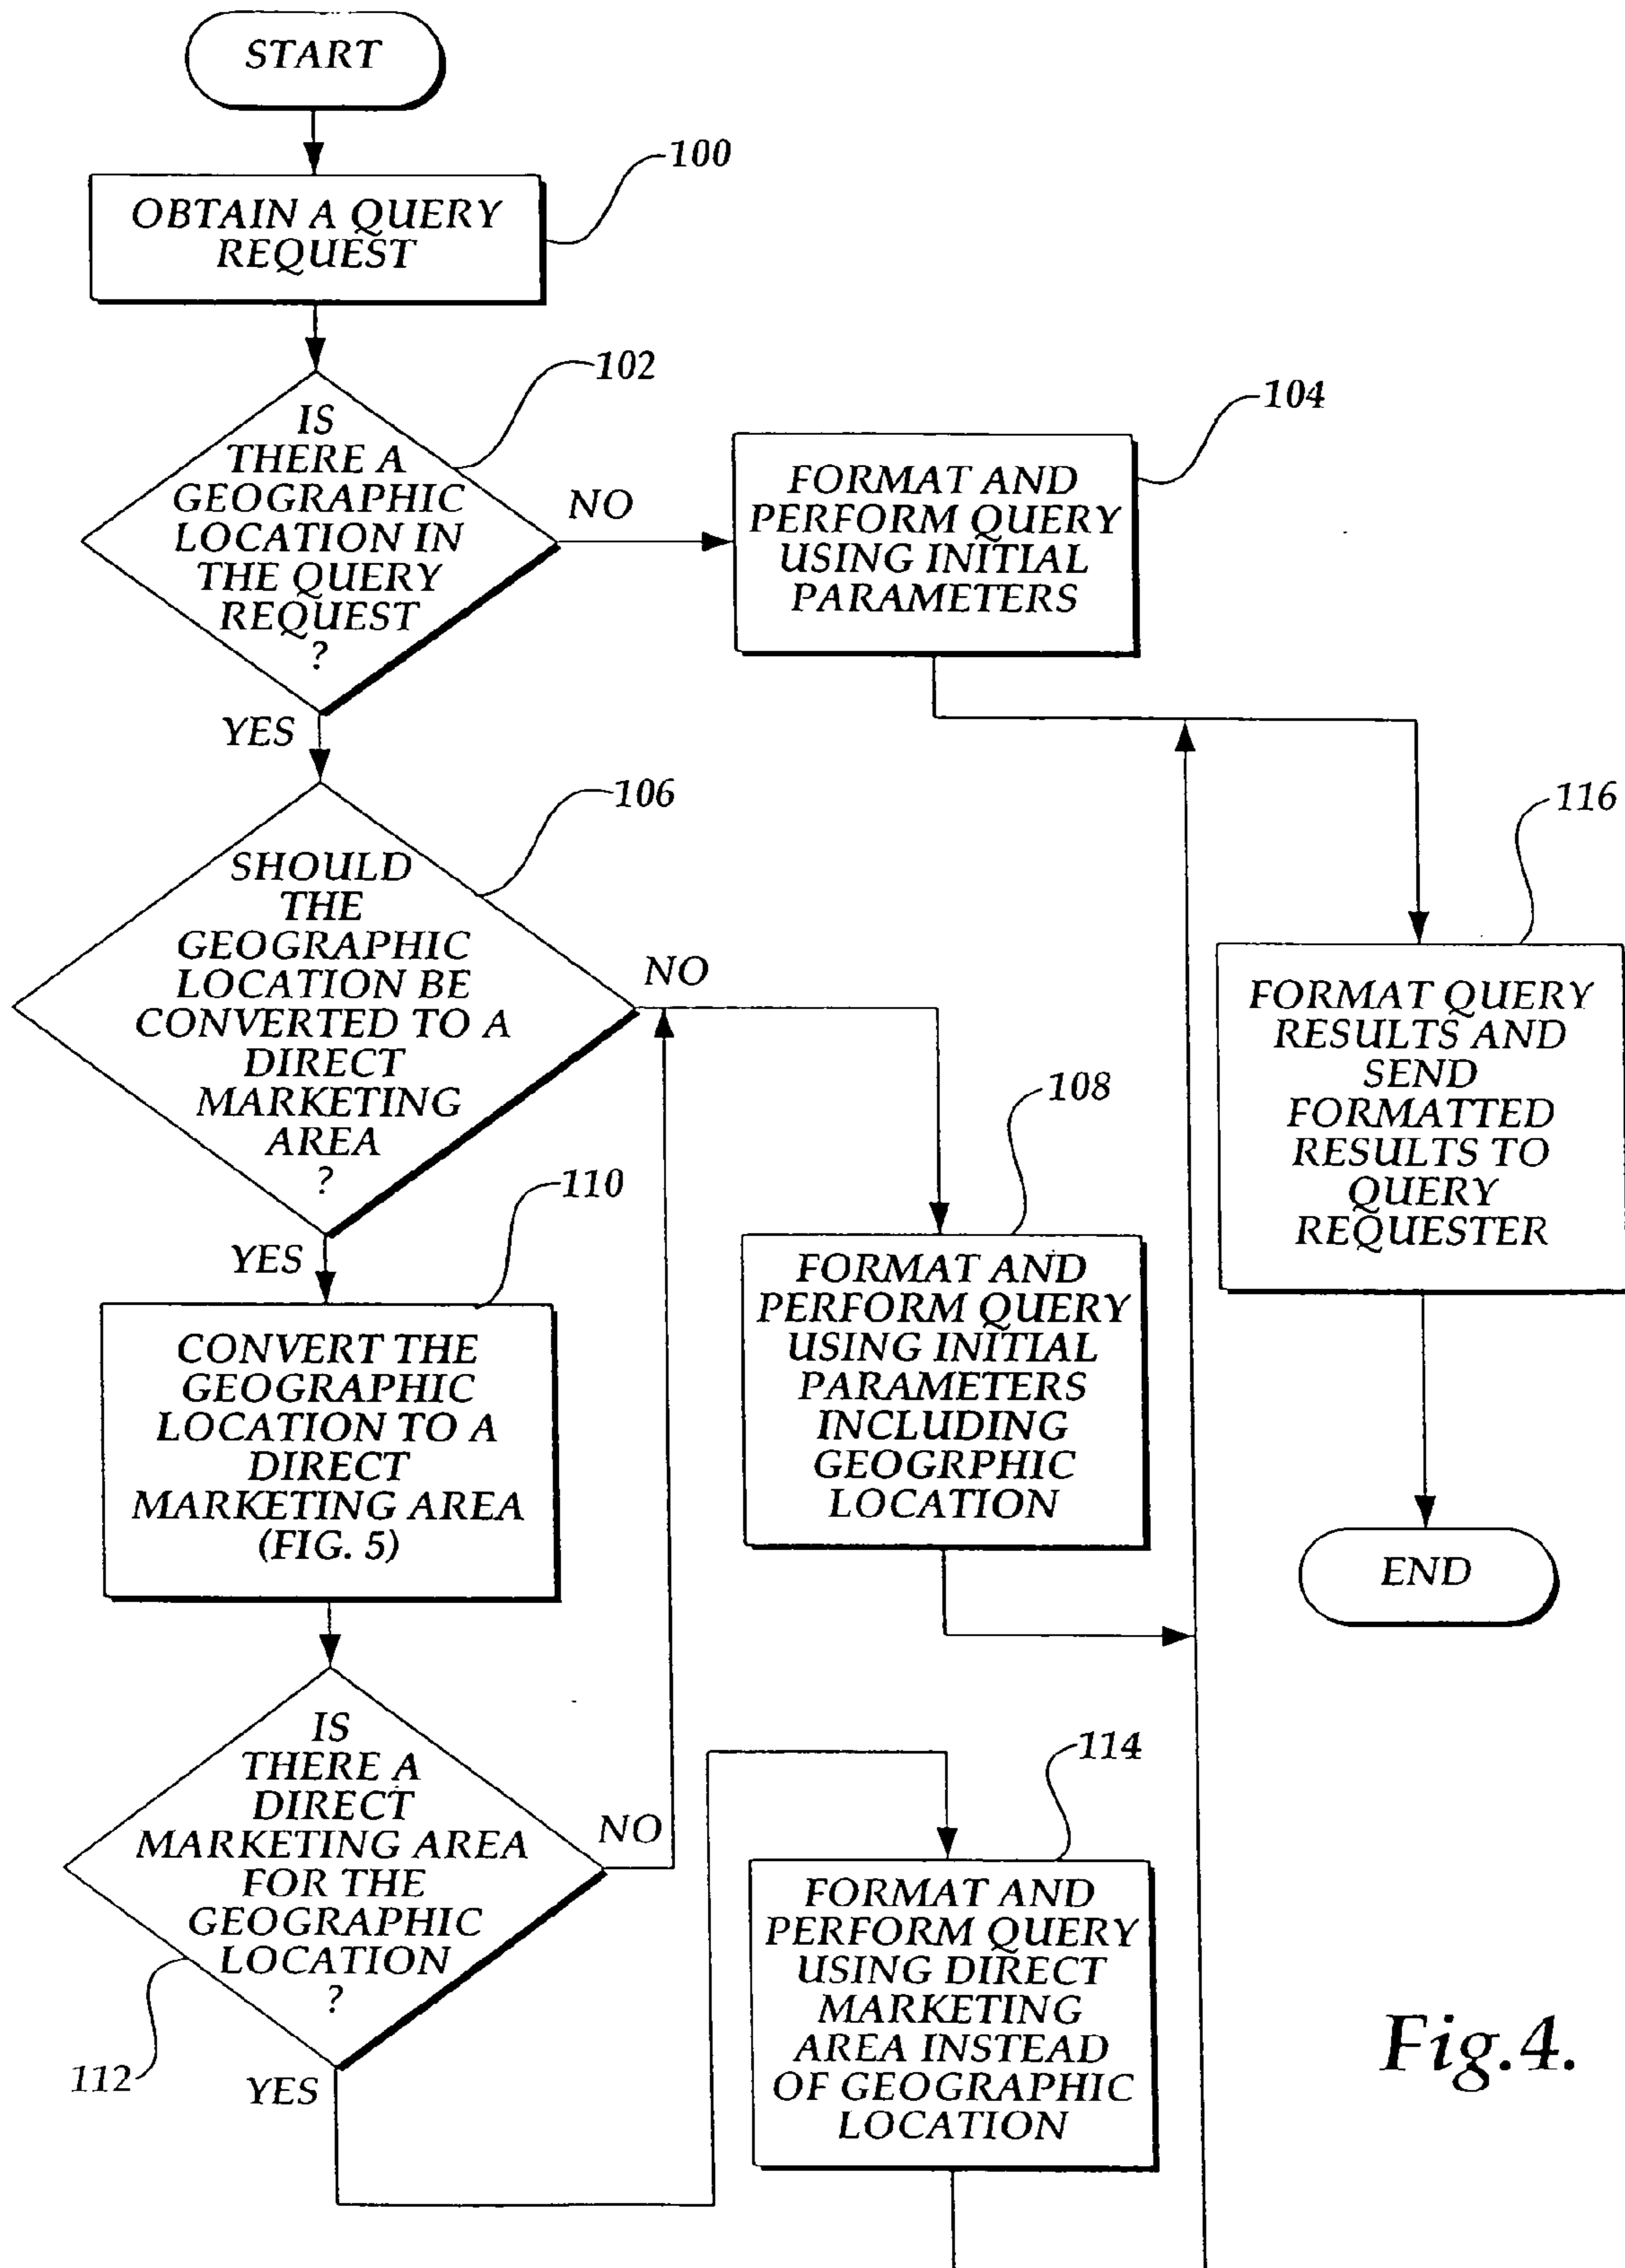 START
100
OBTAIN A QUERY
REQUEST
102
IS
THERE A
GEOGRAPHIC
LOCATION IN
THE QUERY
REQUEST
?
NO
YES
104
FORMAT AND
PERFORM QUERY
USING INITIAL
PARAMETERS
106
SHOULD
THE
GEOGRAPHIC
LOCATION BE
CONVERTED TO A
DIRECT
MARKETING
AREA
?
NO
YES
108
FORMAT AND
PERFORM QUERY
USING INITIAL
PARAMETERS
INCLUDING
GEOGRPHIC
LOCATION
116
FORMAT QUERY
RESULTS AND
SEND
FORMATTED
RESULTS TO
QUERY
REQUESTER
END
110
CONVERT THE
GEOGRAPHIC
LOCATION TO A
DIRECT
MARKETING AREA
(FIG. 5)
IS
THERE A
DIRECT
MARKETING AREA
FOR THE
GEOGRAPHIC
LOCATION
?
NO
112
YES
114
FORMAT AND
PERFORM QUERY
USING DIRECT
MARKETING
AREA INSTEAD
OF GEOGRAPHIC
LOCATION
Fig.4.